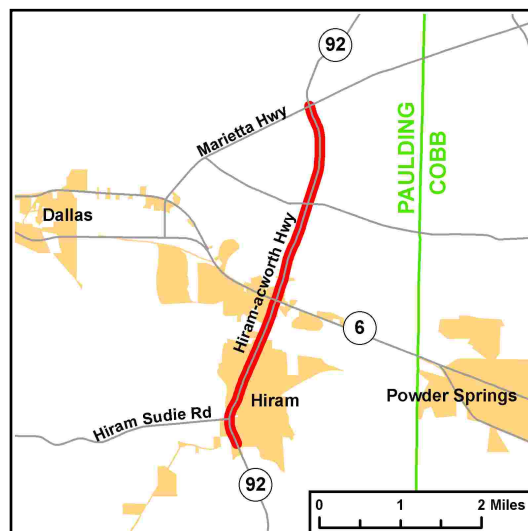 92
Marietta Hwy
PAULDING
COBB
Dallas
Hiram-acworth Hwy
6
Hiram
Powder Springs
Hiram Sudie Rd
92
0 1 2 Miles